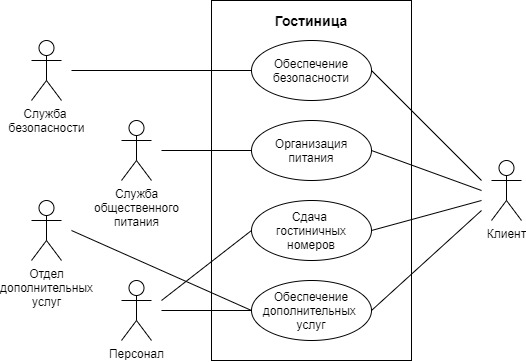 Гостиница
Обеспечение
безопасности
Служба
безопасности
Организация
питания
Служба
общественного
питания
Сдача
гостиничных
номеров
Клиент
Отдел
дополнительных
услуг
Обеспечение
дополнительных
услуг
Персонал